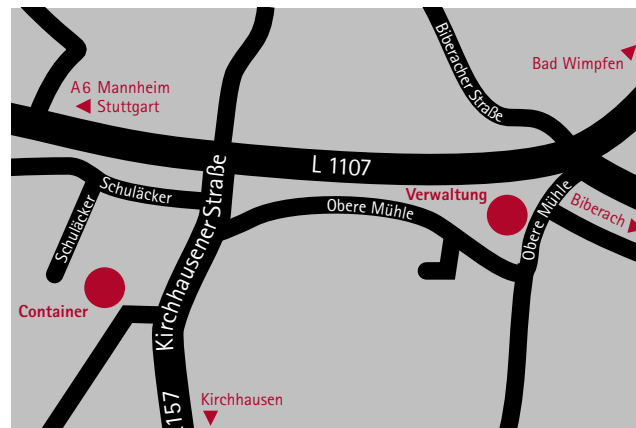 Bad Wimpfen
Biberacher Straße
A6 Mannheim
Stuttgart
L 1107
Kirchhausener Straße
Schuläcker
Schuläcker
Verwaltung
Obere Mühle
Obere Mühle
Biberach
Container
Kirchhausen
157